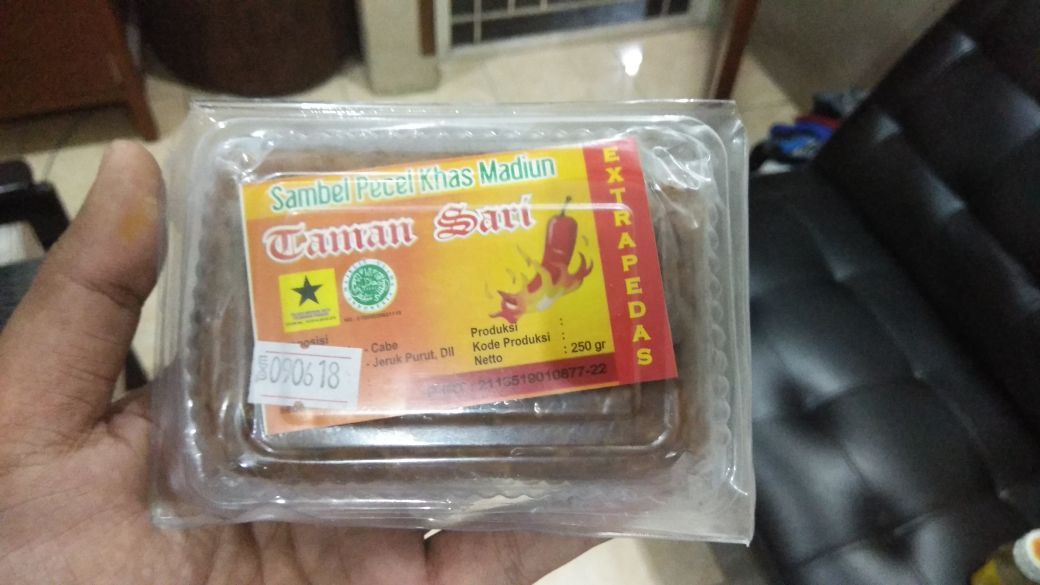 Sambel Pecel Khas Madiun
Taman Sari
EXTRAPEDAS
- Cabe
- Jeruk Purut, Dll
Produksi :
Kode Produksi :
Netto : 250 gr
090618